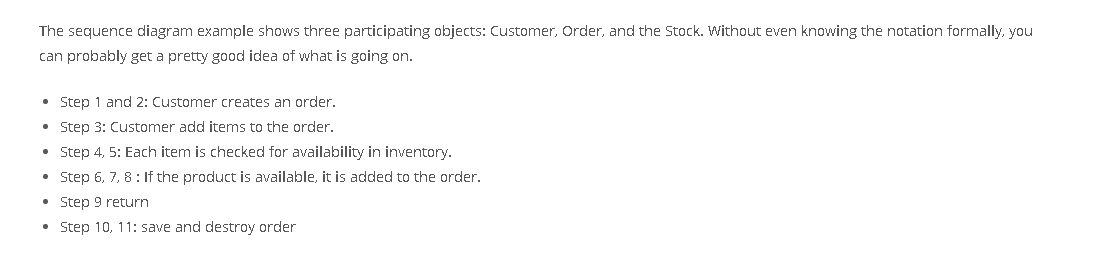 The sequence diagram example shows three participating objects: Customer, Order, and the Stock. Without even knowing the notation formally, you
can probably get a pretty good idea of what is going on.
• Step 1 and 2: Customer creates an order.
• Step 3: Customer add items to the order.
• Step 4, 5: Each item is checked for availability in inventory.
• Step 6, 7, 8 : If the product is available, it is added to the order.
• Step 9 return
• Step 10, 11: save and destroy order